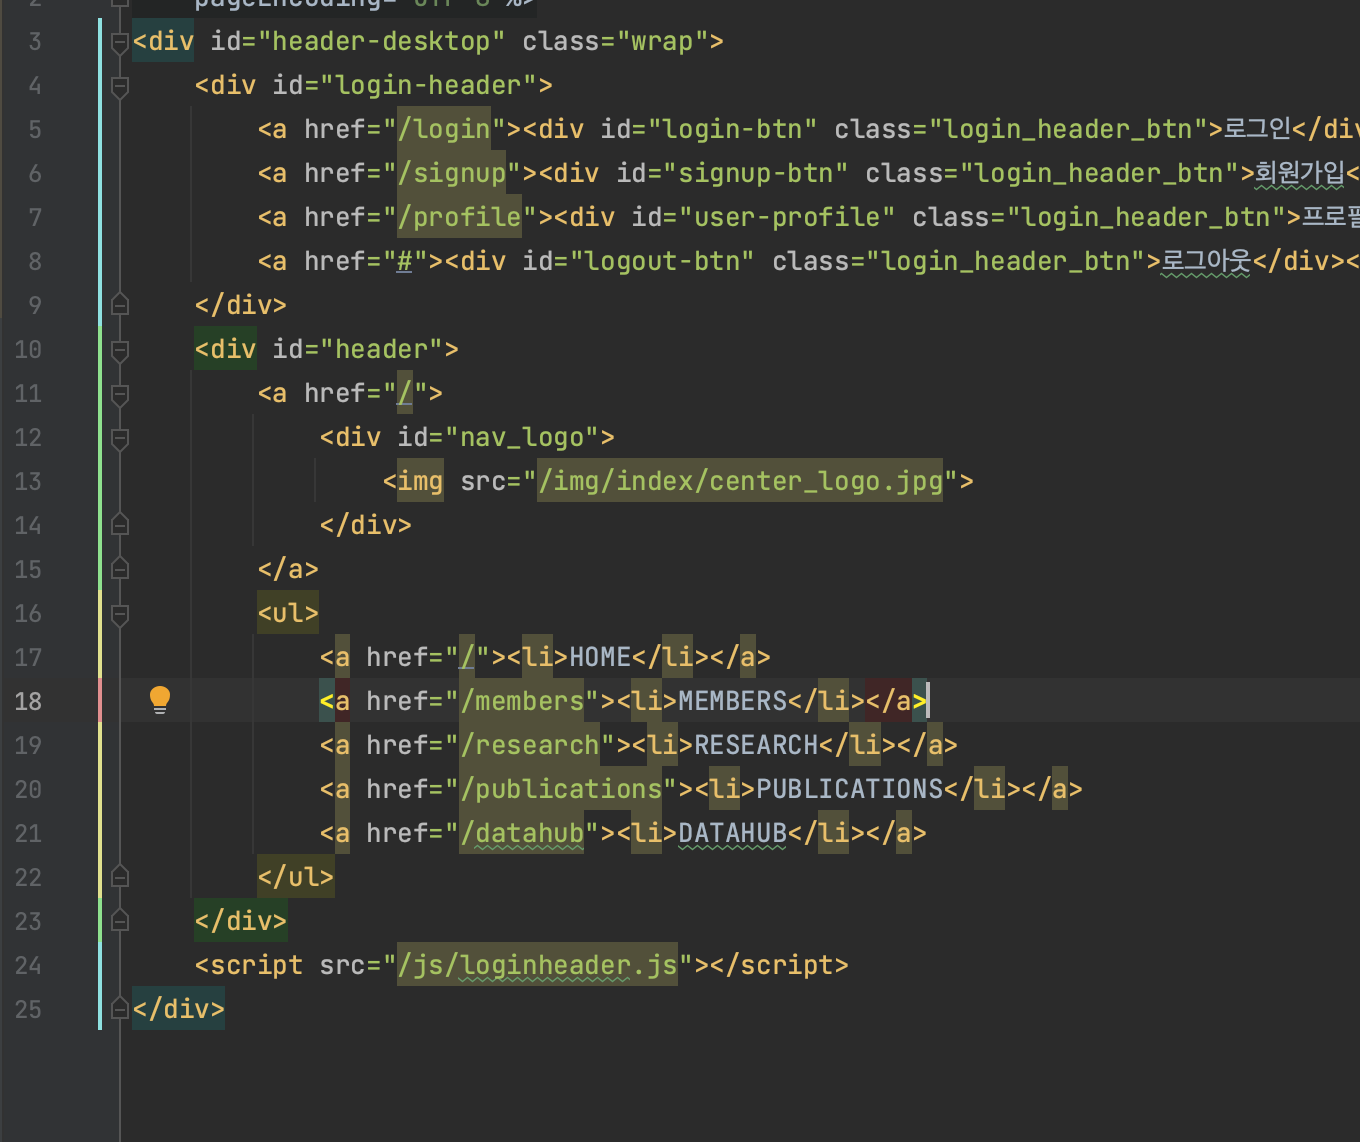 2 pageEncoding="UTF-8"%>
3 <div id="header-desktop" class="wrap">
4 <div id="login-header">
5 <a href="/login"><div id="login-btn" class="login_header_btn">로그인</div
6 <a href="/signup"><div id="signup-btn" class="login_header_btn">회원가입<
7 <a href="/profile"><div id="user-profile" class="login_header_btn">프로필
8 <a href="#"><div id="logout-btn" class="login_header_btn">로그아웃</div><
9 </div>
10 <div id="header">
11 <a href="/">
12 <div id="nav_logo">
13 <img src="/img/index/center_logo.jpg">
14 </div>
15 </a>
16 <ul>
17 <a href="/"><li>HOME</li></a>
18 <a href="/members"><li>MEMBERS</li></a>
19 <a href="/research"><li>RESEARCH</li></a>
20 <a href="/publications"><li>PUBLICATIONS</li></a>
21 <a href="/datahub"><li>DATAHUB</li></a>
22 </ul>
23 </div>
24 <script src="/js/loginheader.js"></script>
25 </div>